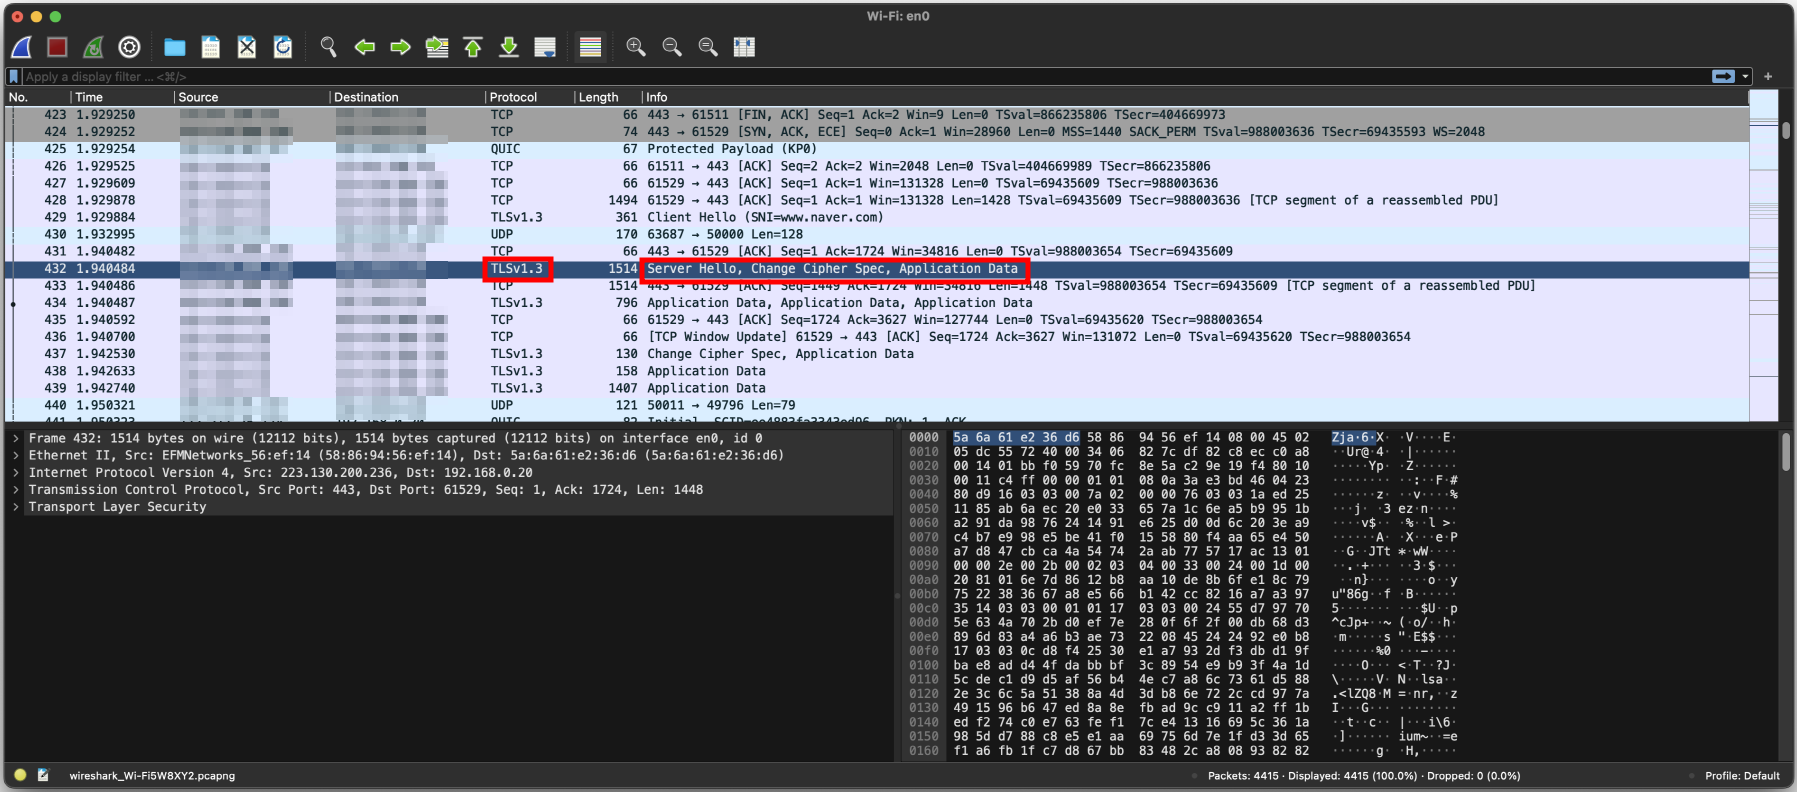 Wi-Fi: en0
Apply a display filter ... <⌘/>
No. Time Source Destination Protocol Length Info
423 1.929250 TCP 66 443 → 61511 [FIN, ACK] Seq=1 Ack=2 Win=9 Len=0 TSval=866235806 TSecr=404669973
424 1.929252 TCP 74 443 → 61529 [SYN, ACK, ECE] Seq=0 Ack=1 Win=28960 Len=0 MSS=1440 SACK_PERM TSval=988003636 TSecr=69435593 WS=2048
425 1.929254 QUIC 67 Protected Payload (KP0)
426 1.929525 TCP 66 61511 → 443 [ACK] Seq=2 Ack=2 Win=2048 Len=0 TSval=404669989 TSecr=866235806
427 1.929609 TCP 66 61529 → 443 [ACK] Seq=1 Ack=1 Win=131328 Len=0 TSval=69435609 TSecr=988003636
428 1.929878 TCP 1494 61529 → 443 [ACK] Seq=1 Ack=1 Win=131328 Len=1428 TSval=69435609 TSecr=988003636 [TCP segment of a reassembled PDU]
429 1.929884 TLSv1.3 361 Client Hello (SNI=www.naver.com)
430 1.932995 UDP 170 63687 → 50000 Len=128
431 1.940482 TCP 66 443 → 61529 [ACK] Seq=1 Ack=1724 Win=34816 Len=0 TSval=988003654 TSecr=69435609
432 1.940484 TLSv1.3 1514 Server Hello, Change Cipher Spec, Application Data
433 1.940486 TCP 1514 443 → 61529 [ACK] Seq=1449 Ack=1724 Win=34816 Len=1448 TSval=988003654 TSecr=69435609 [TCP segment of a reassembled PDU]
434 1.940487 TLSv1.3 796 Application Data, Application Data, Application Data
435 1.940592 TCP 66 61529 → 443 [ACK] Seq=1724 Ack=3627 Win=127744 Len=0 TSval=69435620 TSecr=988003654
436 1.940700 TCP 66 [TCP Window Update] 61529 → 443 [ACK] Seq=1724 Ack=3627 Win=131072 Len=0 TSval=69435620 TSecr=988003654
437 1.942530 TLSv1.3 130 Change Cipher Spec, Application Data
438 1.942633 TLSv1.3 158 Application Data
439 1.942740 TLSv1.3 1407 Application Data
440 1.950321 UDP 121 50011 → 49796 Len=79
> Frame 432: 1514 bytes on wire (12112 bits), 1514 bytes captured (12112 bits) on interface en0, id 0
> Ethernet II, Src: EFMNetworks_56:ef:14 (58:86:94:56:ef:14), Dst: 5a:6a:61:e2:36:d6 (5a:6a:61:e2:36:d6)
> Internet Protocol Version 4, Src: 223.130.200.236, Dst: 192.168.0.20
> Transmission Control Protocol, Src Port: 443, Dst Port: 61529, Seq: 1, Ack: 1724, Len: 1448
> Transport Layer Security
0000 5a 6a 61 e2 36 d6 58 86 94 56 ef 14 08 00 45 02 Zja·6·X· ·V····E·
0010 05 dc 55 72 40 00 34 06 82 7c df 82 c8 ec c0 a8 ··Ur@·4· ·|······
0020 00 14 01 bb f0 59 70 fc 8e 5a c2 9e 19 f4 80 10 ·····Yp· ·Z······
0030 00 11 c4 ff 00 00 01 01 08 0a 3a e3 bd 46 04 23 ········ ··:··F·#
0040 80 d9 16 03 03 00 7a 02 00 00 76 03 03 1a ed 25 ······z· ··v····%
0050 11 85 ab 6a ec 20 e0 33 65 7a 1c 6e a5 b9 95 1b ···j· ·3 ez·n····
0060 a2 91 da 98 76 24 14 91 e6 25 d0 0d 6c 20 3e a9 ····v$·· ·%··l >·
0070 c4 b7 e9 98 e5 be 41 f0 15 58 80 f4 aa 65 e4 50 ······A· ·X···e·P
0080 a7 d8 47 cb ca 4a 54 74 2a ab 77 57 17 ac 13 01 ··G··JTt *·wW····
0090 00 00 2e 00 2b 00 02 03 04 00 33 00 24 00 1d 00 ··.·+··· ··3·$···
00a0 20 81 01 6e 7d 86 12 b8 aa 10 de 8b 6f e1 8c 79 ··n}··· ····o··y
00b0 75 22 38 36 67 a8 e5 66 b1 42 cc 82 16 a7 a3 97 u"86g··f ·B······
00c0 35 14 03 03 00 01 01 17 03 03 00 24 55 d7 97 70 5······· ···$U··p
00d0 5e 63 4a 70 2b d0 ef 7e 28 0f 6f 2f 00 db 68 d3 ^cJp+··~ (·o/··h·
00e0 89 6d 83 a4 a6 b3 ae 73 22 08 45 24 24 92 e0 b8 ·m·····s "·E$$···
00f0 17 03 03 0c d8 f4 25 30 e1 a7 93 2d f3 db d1 9f ······%0 ···-····
0100 ba e8 ad d4 4f da bb bf 3c 89 54 e9 b9 3f 4a 1d ····O··· <·T··?J·
0110 5c de c1 d9 d5 af 56 b4 4e c7 a8 6c 73 61 d5 88 \·····V· N··lsa··
0120 2e 3c 6c 5a 51 38 8a 4d 3d b8 6e 72 2c cd 97 7a .<lZQ8·M =·nr,··z
0130 49 15 96 b6 47 ed 8a 8e fb ad 9c c9 11 a2 ff 1b I···G··· ········
0140 ed f2 74 c0 e7 63 fe f1 7c e4 13 16 69 5c 36 1a ··t··c·· |···i\6·
0150 98 5d d7 88 c8 e5 e1 aa 69 75 6d 7e 1f d3 3d 65 ·]······ ium~··=e
0160 f1 a6 fb 1f c7 d8 67 bb 83 48 2c a8 08 93 82 82 ······g· ·H,·····
wireshark_Wi-Fi5W8XY2.pcapng
Packets: 4415 · Displayed: 4415 (100.0%) · Dropped: 0 (0.0%)
Profile: Default